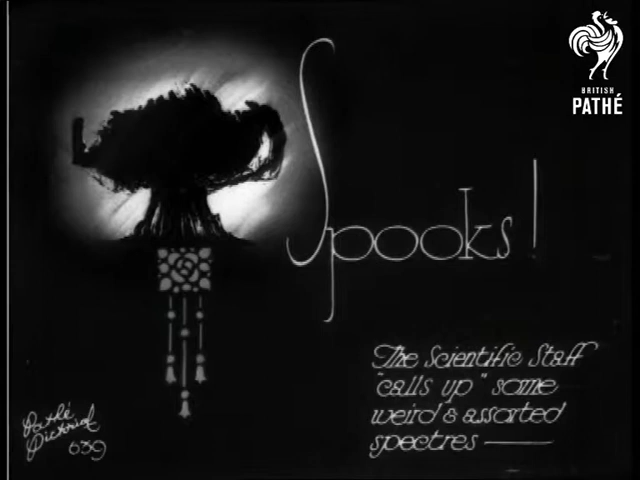 BRITISH
PATHÉ
Spooks!
The Scientific Staff
"calls up" some
weird & assorted
spectres —
Pathé
Pictorial
639